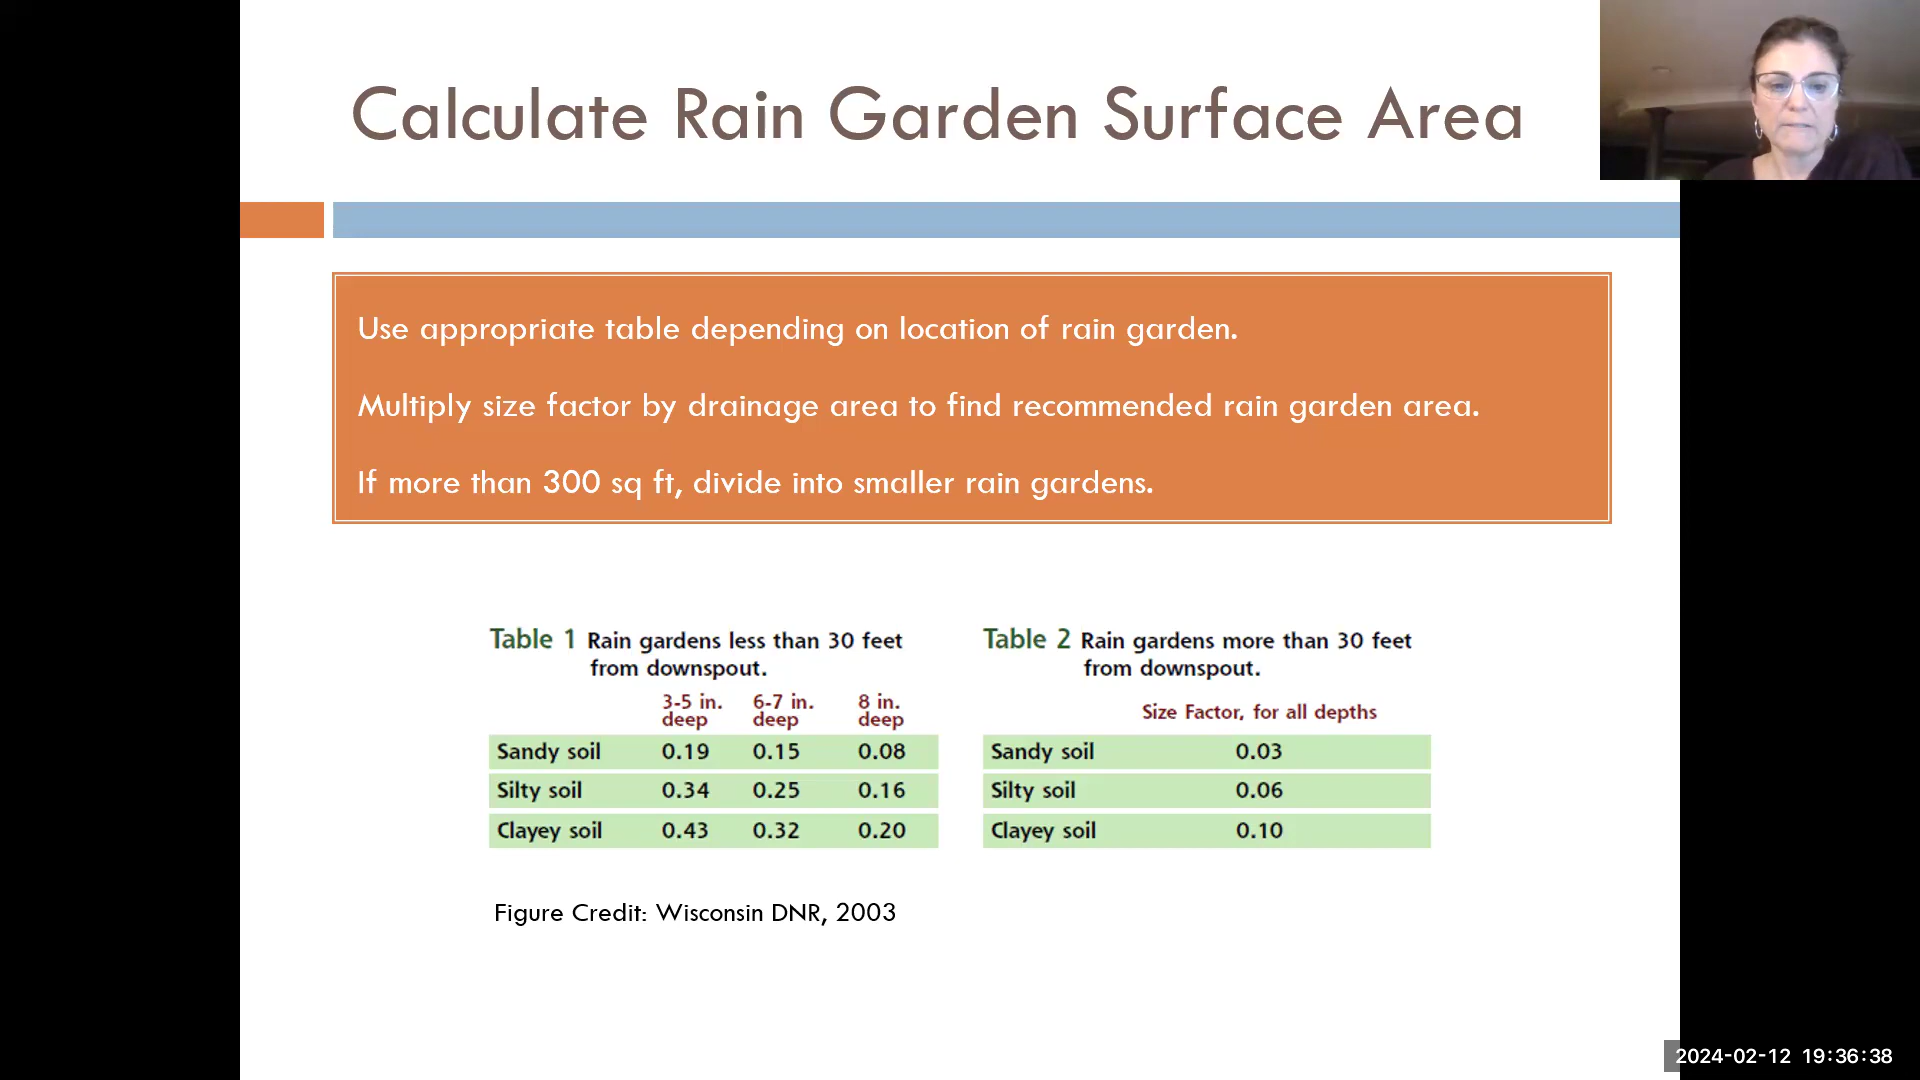 Calculate Rain Garden Surface Area
Use appropriate table depending on location of rain garden.
Multiply size factor by drainage area to find recommended rain garden area.
If more than 300 sq ft, divide into smaller rain gardens.
Table 1 Rain gardens less than 30 feet
from downspout.
3-5 in. 6-7 in. 8 in.
deep deep deep
Sandy soil 0.19 0.15 0.08
Silty soil 0.34 0.25 0.16
Clayey soil 0.43 0.32 0.20
Table 2 Rain gardens more than 30 feet
from downspout.
Size Factor, for all depths
Sandy soil 0.03
Silty soil 0.06
Clayey soil 0.10
Figure Credit: Wisconsin DNR, 2003
2024-02-12 19:36:38